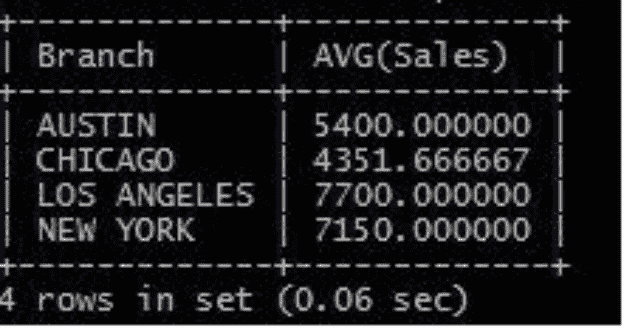 +--------------+-------------+
| Branch       | AVG(Sales)  |
+--------------+-------------+
| AUSTIN       | 5400.000000 |
| CHICAGO      | 4351.666667 |
| LOS ANGELES  | 7700.000000 |
| NEW YORK     | 7150.000000 |
+--------------+-------------+
4 rows in set (0.06 sec)